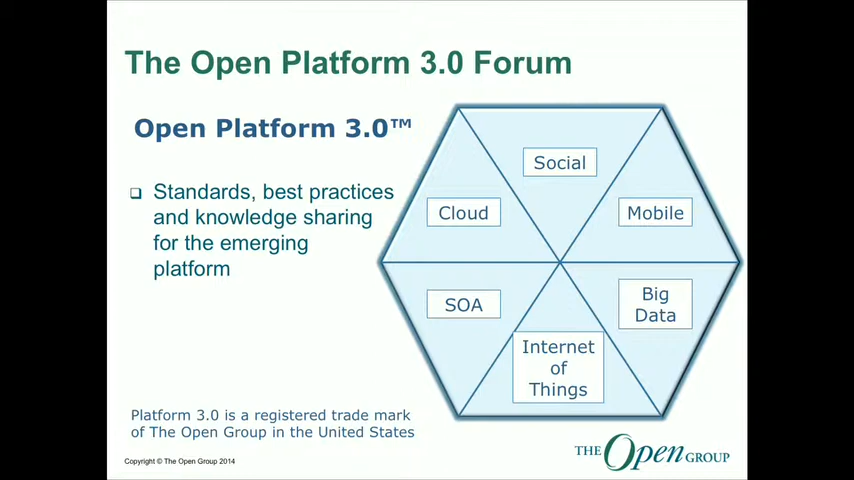 The Open Platform 3.0 Forum
Open Platform 3.0™
❑ Standards, best practices
and knowledge sharing
for the emerging
platform
Social
Cloud
Mobile
SOA
Big
Data
Internet
of
Things
Platform 3.0 is a registered trade mark
of The Open Group in the United States
Copyright © The Open Group 2014
THE Open GROUP